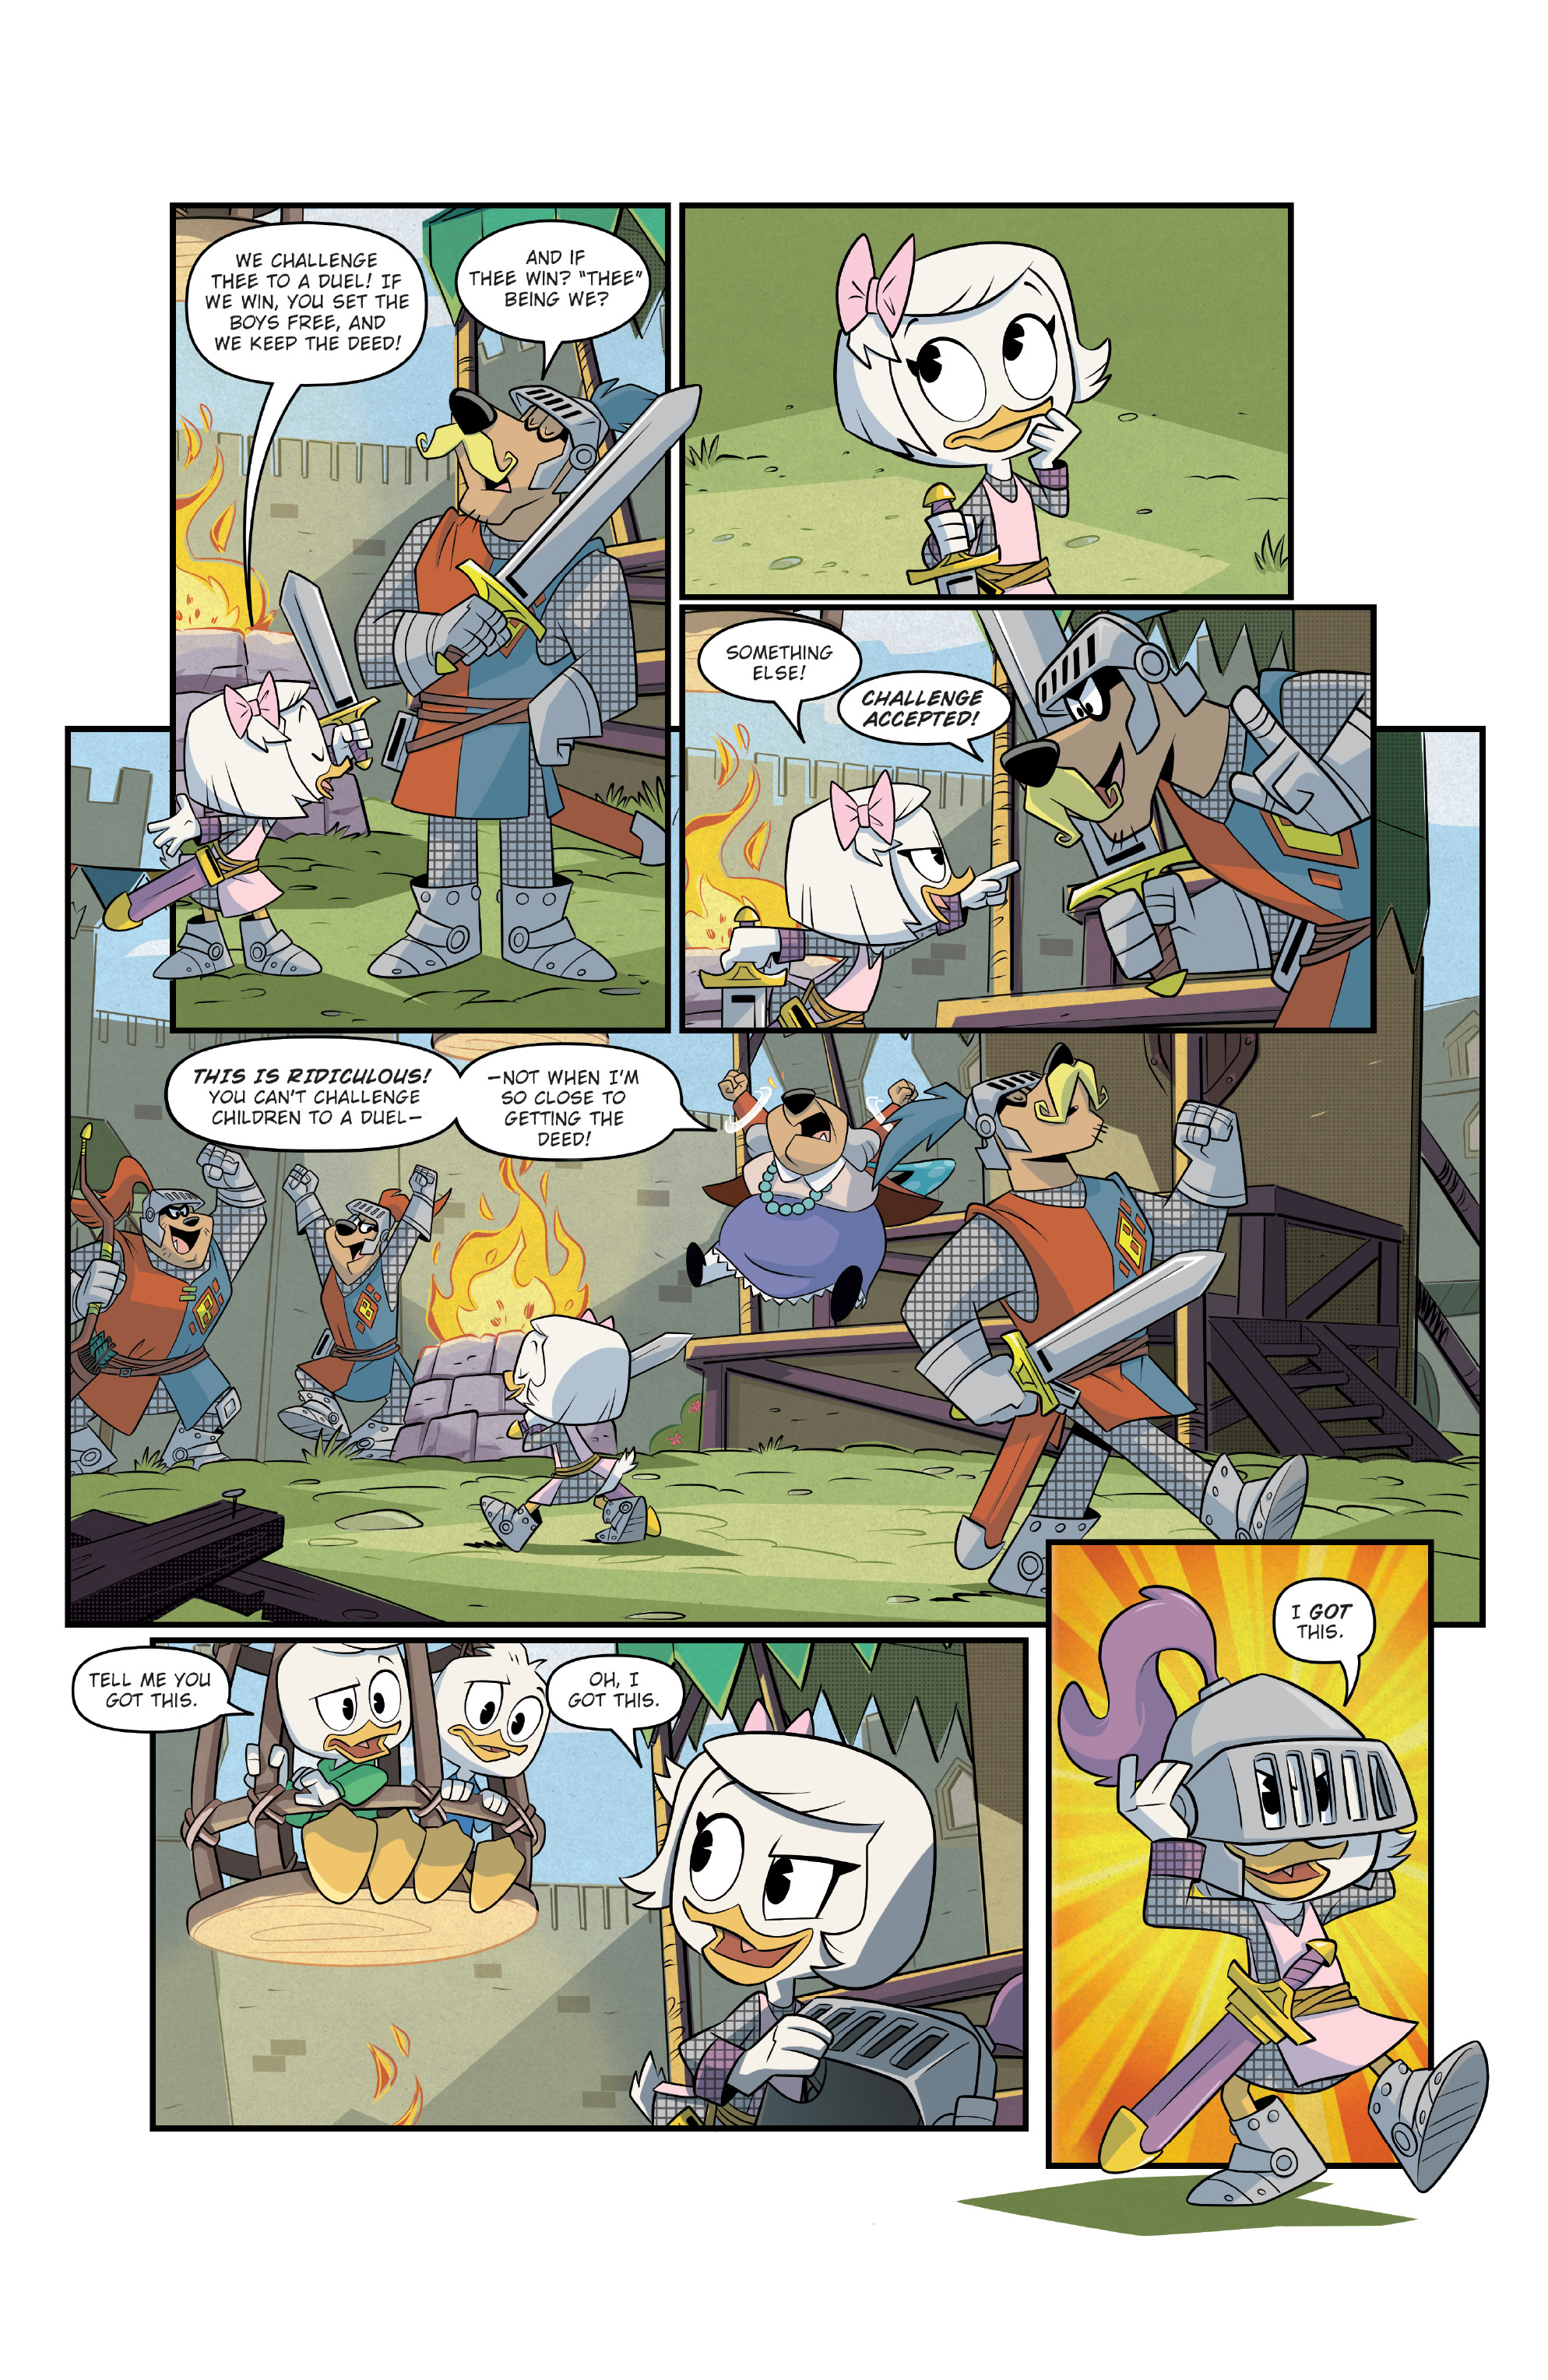 WE CHALLENGE
THEE TO A DUEL! IF
WE WIN, YOU SET THE
BOYS FREE, AND
WE KEEP THE DEED!
AND IF
THEE WIN? "THEE"
BEING WE?
SOMETHING
ELSE!
CHALLENGE
ACCEPTED!
THIS IS RIDICULOUS!
YOU CAN'T CHALLENGE
CHILDREN TO A DUEL—
—NOT WHEN I'M
SO CLOSE TO
GETTING THE
DEED!
TELL ME YOU
GOT THIS.
OH, I
GOT THIS.
I GOT
THIS.